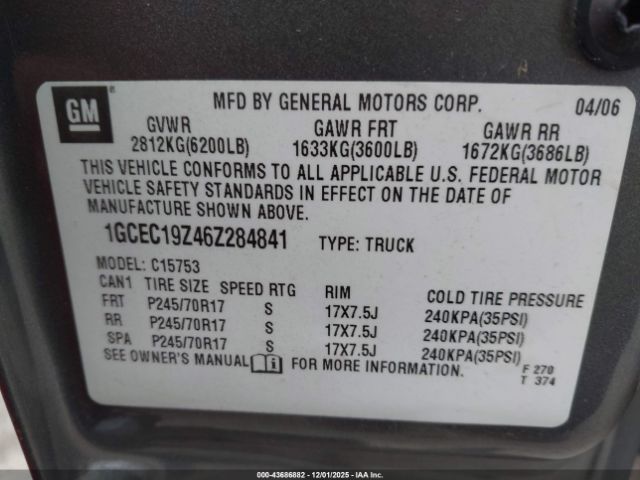 GM
MFD BY GENERAL MOTORS CORP. 04/06
GVWR GAWR FRT GAWR RR
2812KG(6200LB) 1633KG(3600LB) 1672KG(3686LB)
THIS VEHICLE CONFORMS TO ALL APPLICABLE U.S. FEDERAL MOTOR
VEHICLE SAFETY STANDARDS IN EFFECT ON THE DATE OF
MANUFACTURE SHOWN ABOVE.
1GCEC19Z46Z284841 TYPE: TRUCK
MODEL: C15753
CAN1 TIRE SIZE SPEED RTG RIM COLD TIRE PRESSURE
FRT P245/70R17 S 17X7.5J 240KPA(35PSI)
RR P245/70R17 S 17X7.5J 240KPA(35PSI)
SPA P245/70R17 S 17X7.5J 240KPA(35PSI)
SEE OWNER'S MANUAL FOR MORE INFORMATION. F 270
T 374
000-43686882 - 12/01/2025 - IAA Inc.